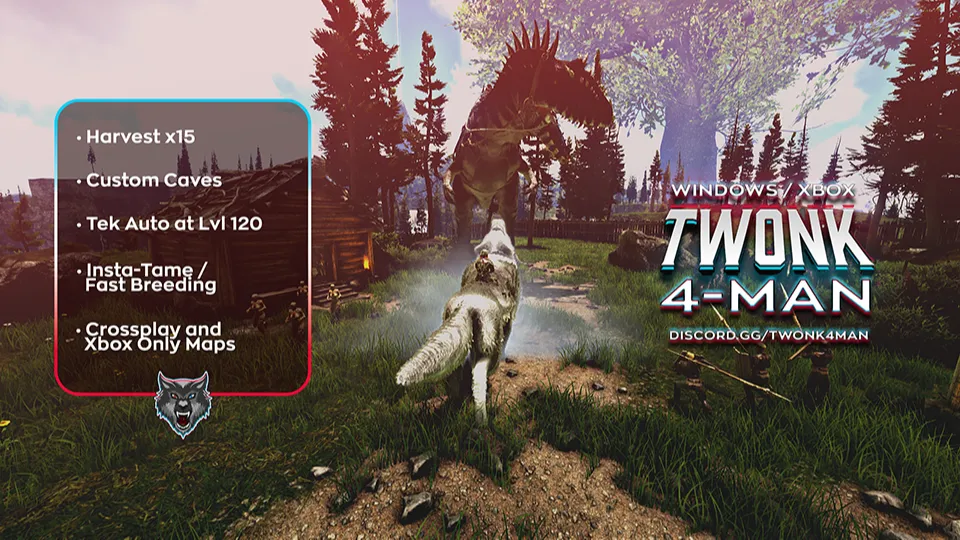 • Harvest x15
• Custom Caves
• Tek Auto at Lvl 120
• Insta-Tame /
Fast Breeding
• Crossplay and
Xbox Only Maps
WINDOWS / XBOX
TWONK
4-MAN
DISCORD.GG/TWONK4MAN